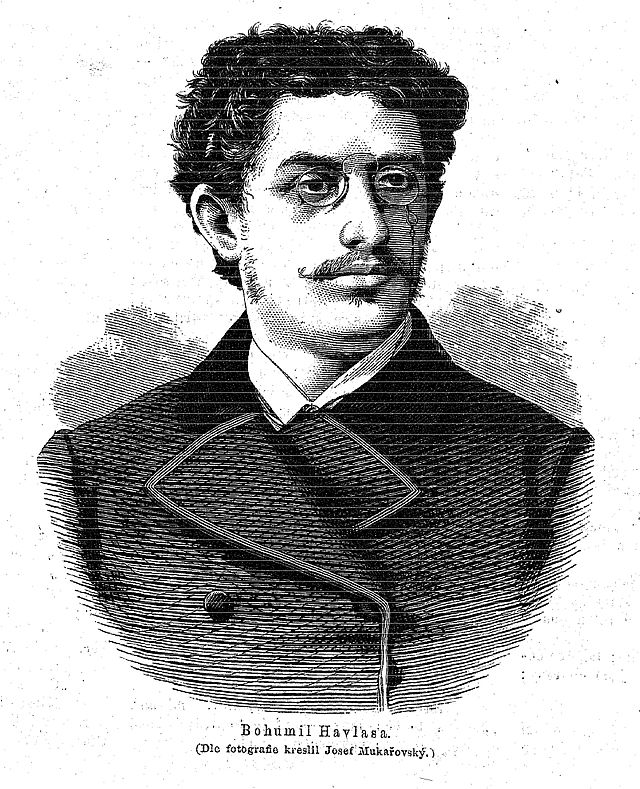 Bohumil Havlasa.
(Dle fotografie kreslil Josef Mukařovský.)